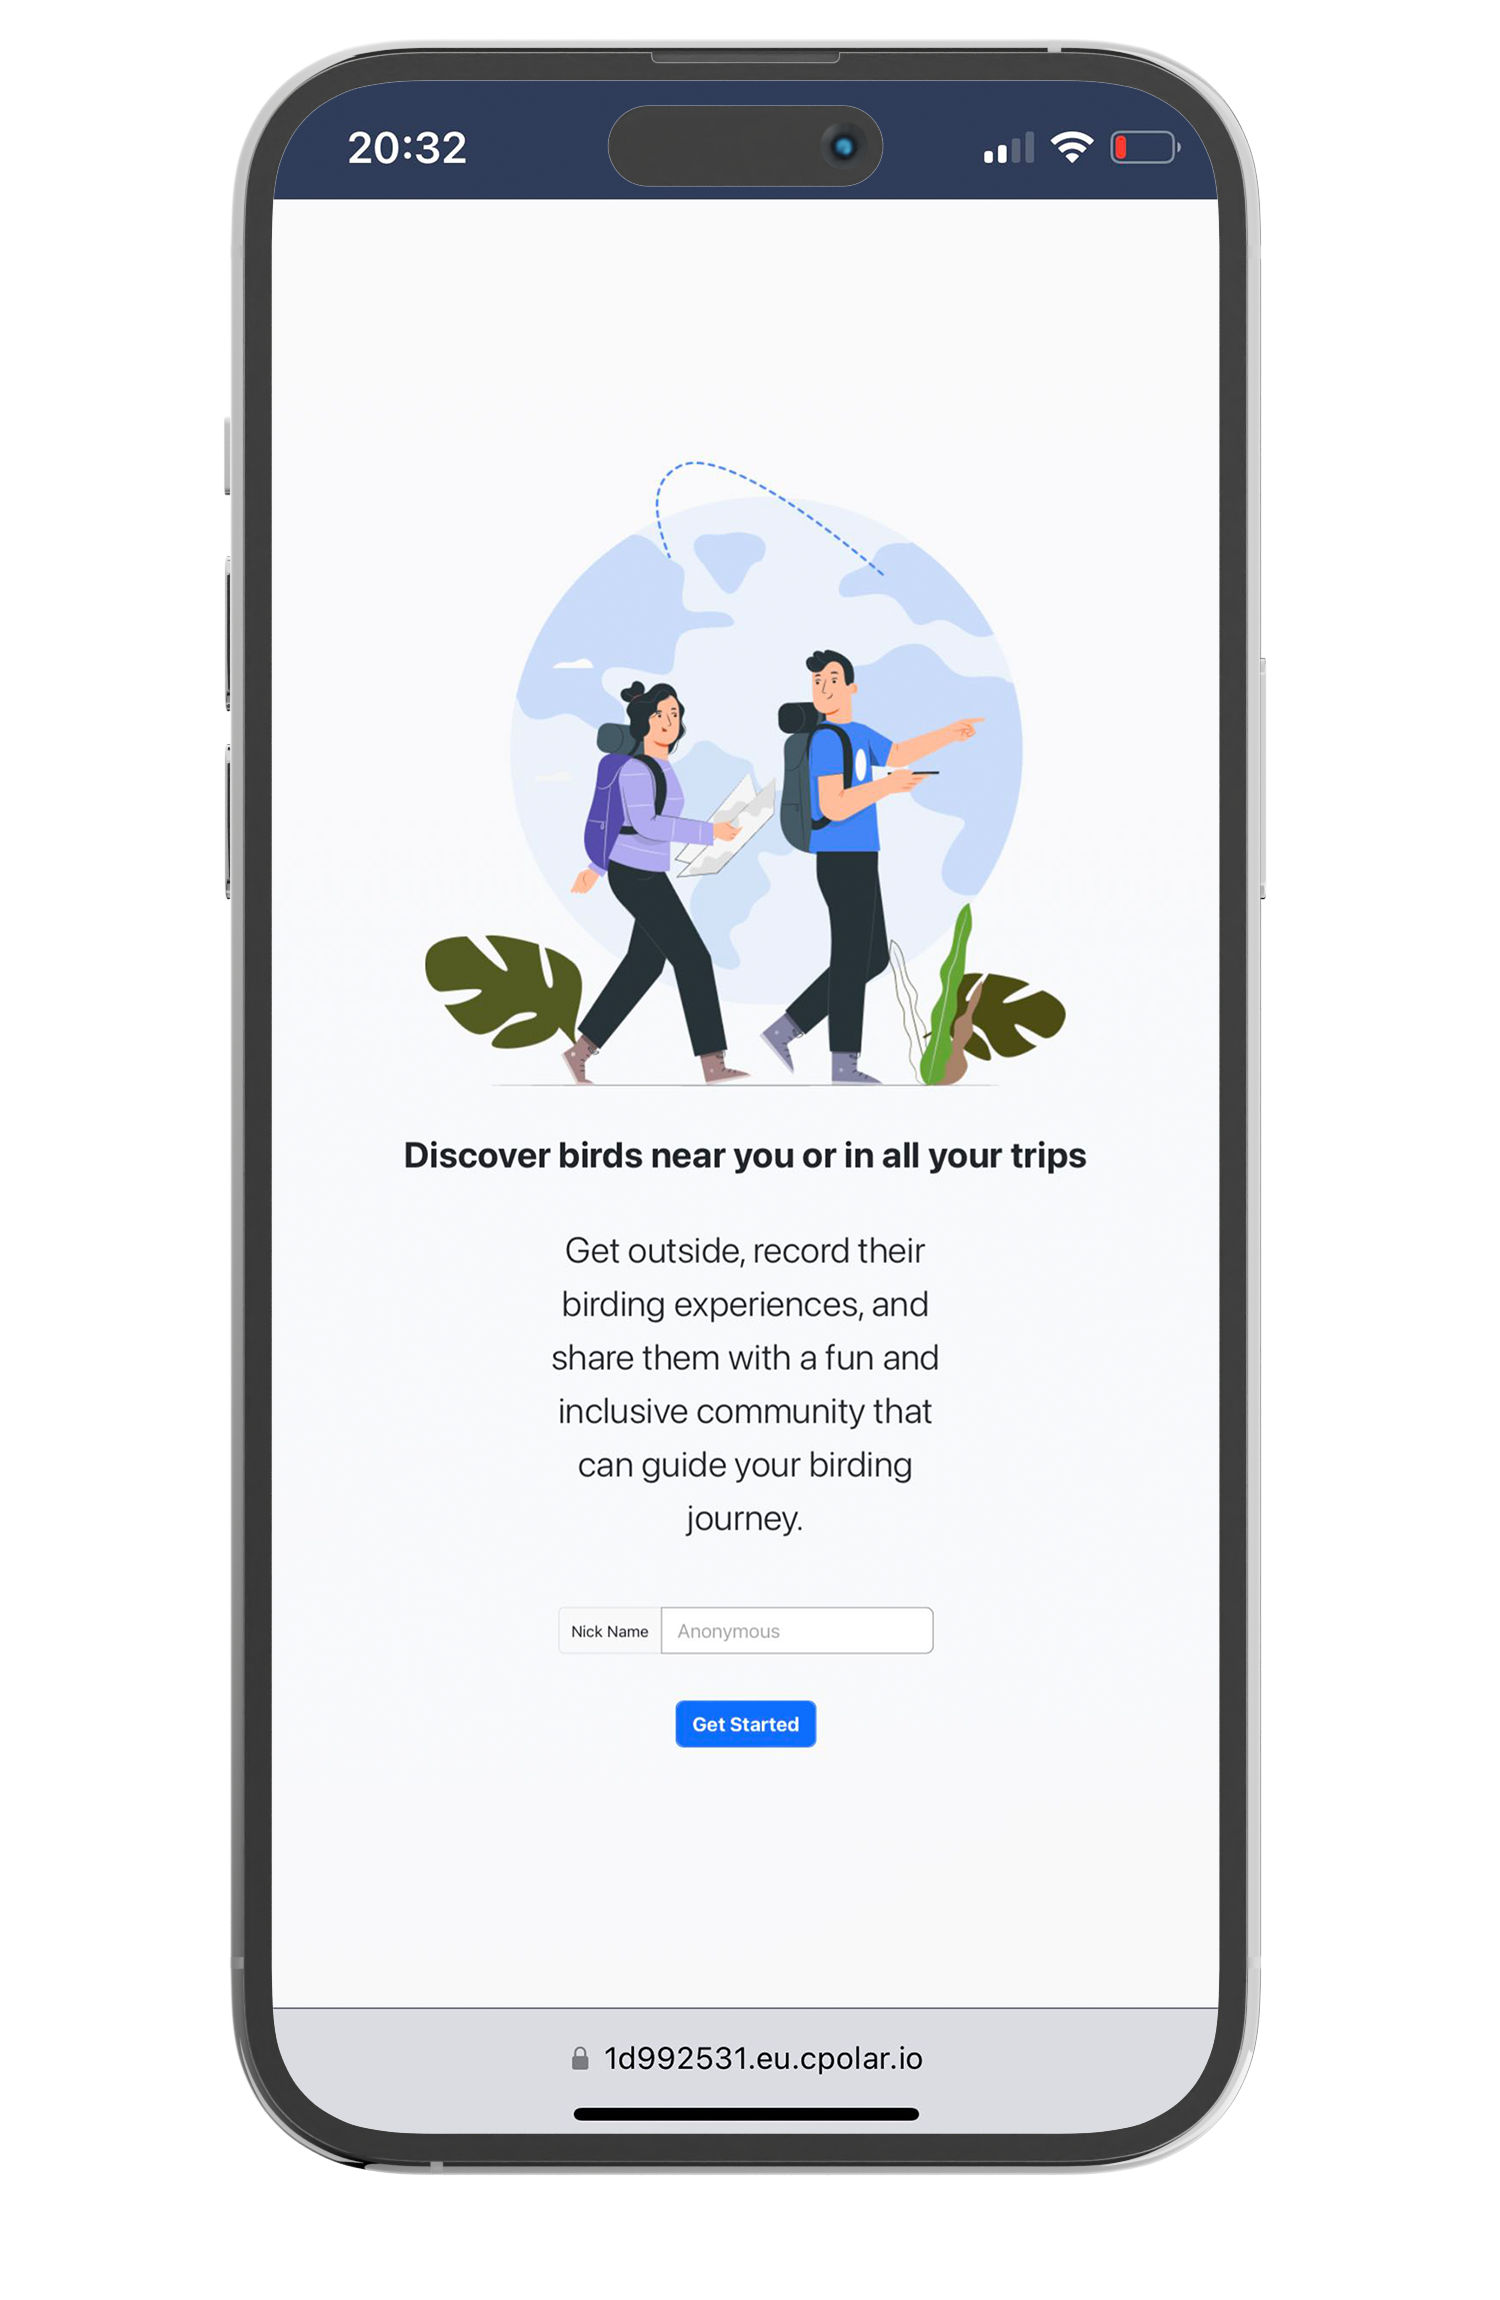 20:32
Discover birds near you or in all your trips
Get outside, record their
birding experiences, and
share them with a fun and
inclusive community that
can guide your birding
journey.
Nick Name Anonymous
Get Started
1d992531.eu.cpolar.io